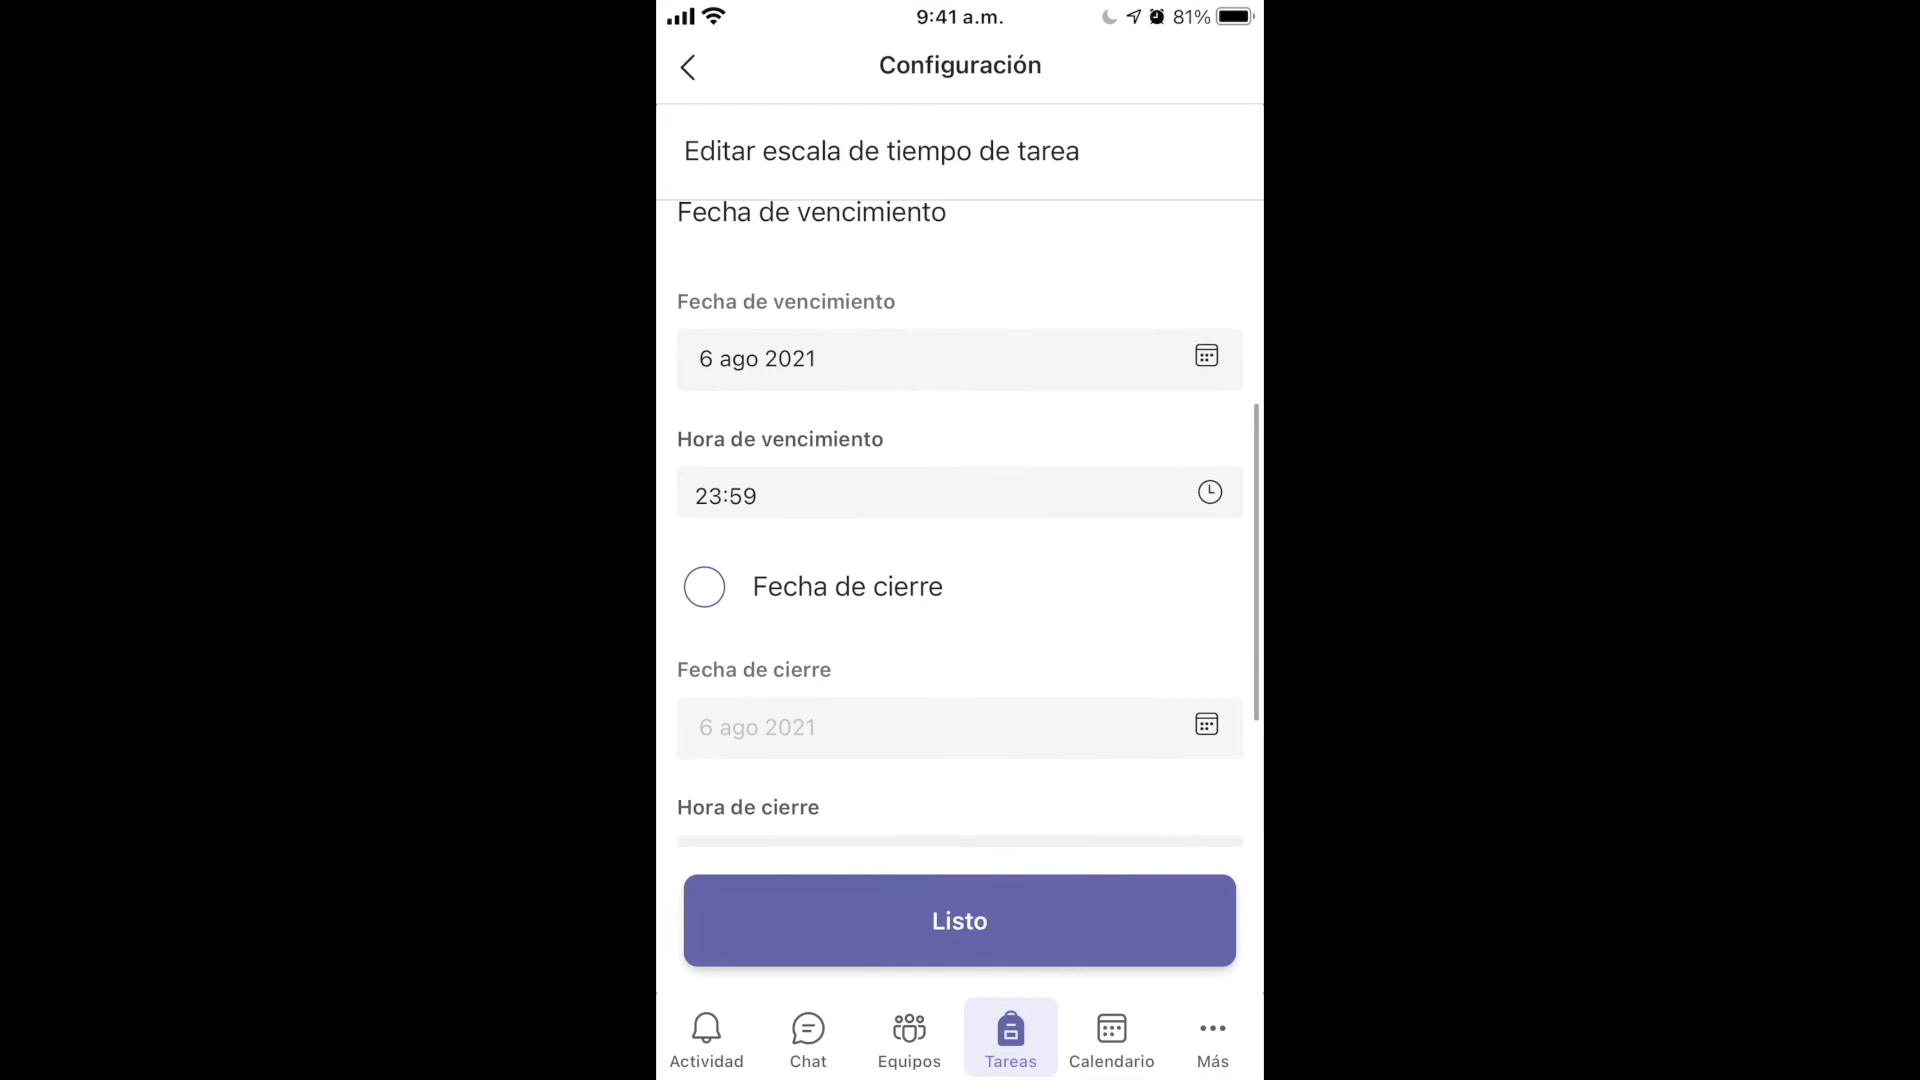 9:41 a.m.
81%
Configuración
Editar escala de tiempo de tarea
Fecha de vencimiento
Fecha de vencimiento
6 ago 2021
Hora de vencimiento
23:59
Fecha de cierre
Fecha de cierre
6 ago 2021
Hora de cierre
Listo
Actividad
Chat
Equipos
Tareas
Calendario
Más